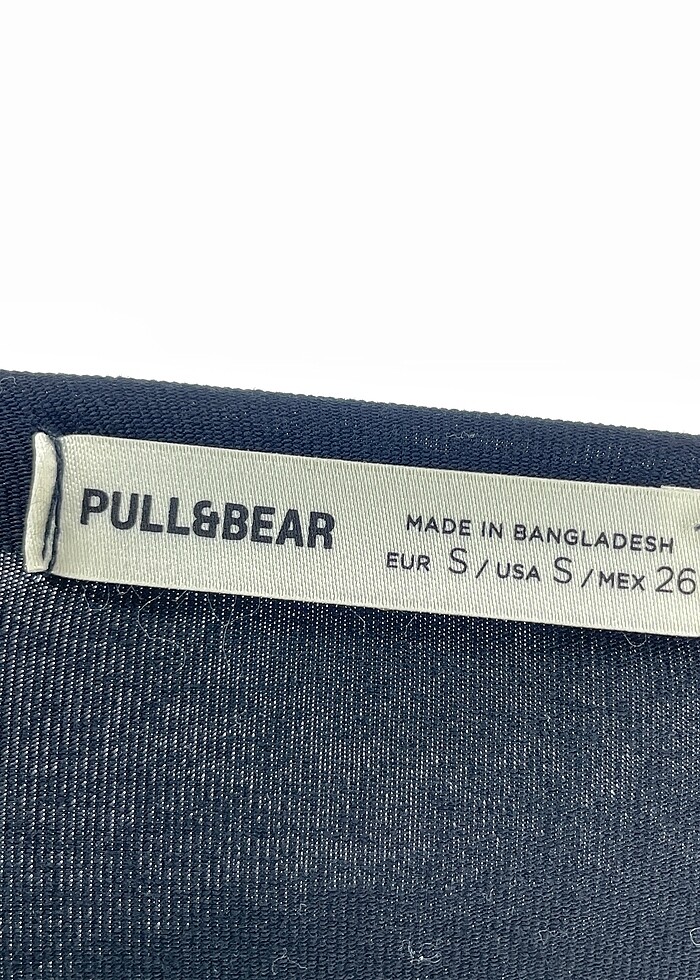 PULL&BEAR
MADE IN BANGLADESH
EUR S / USA S / MEX 26